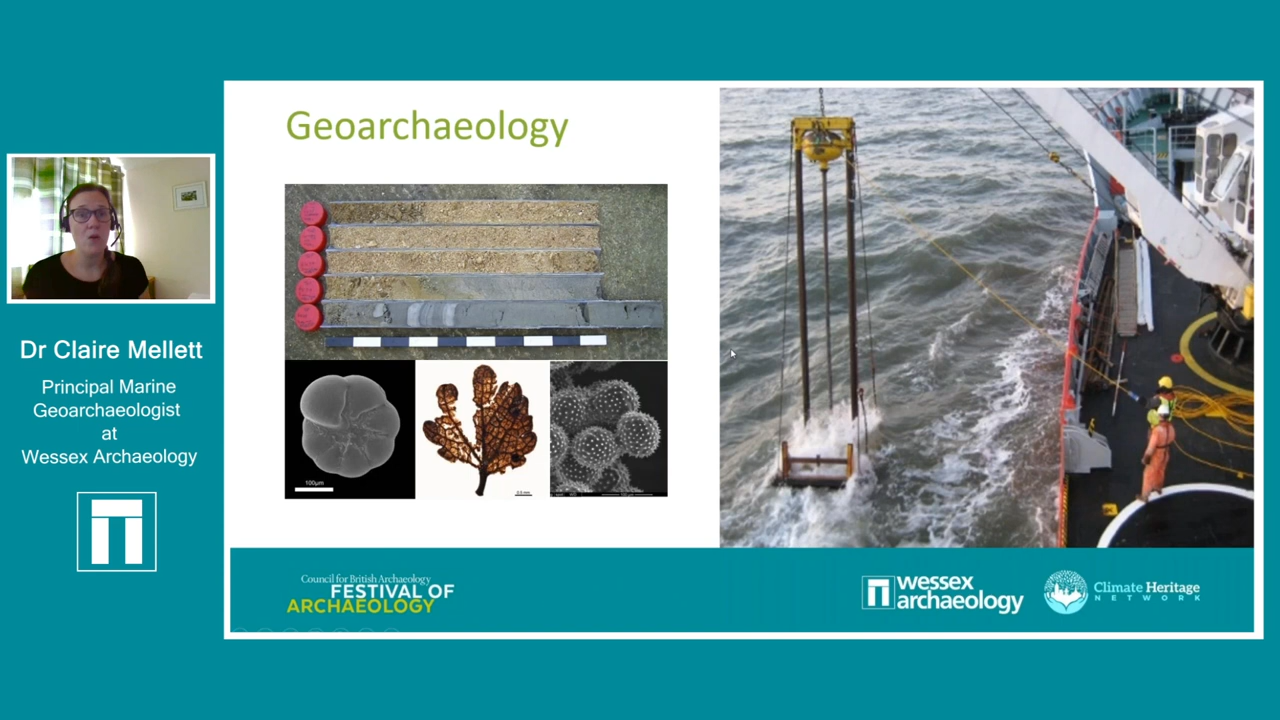 Geoarchaeology
Dr Claire Mellett
Principal Marine
Geoarchaeologist
at
Wessex Archaeology
100µm
Council for British Archaeology
FESTIVAL OF
ARCHAEOLOGY
wessex
archaeology
Climate Heritage
NETWORK